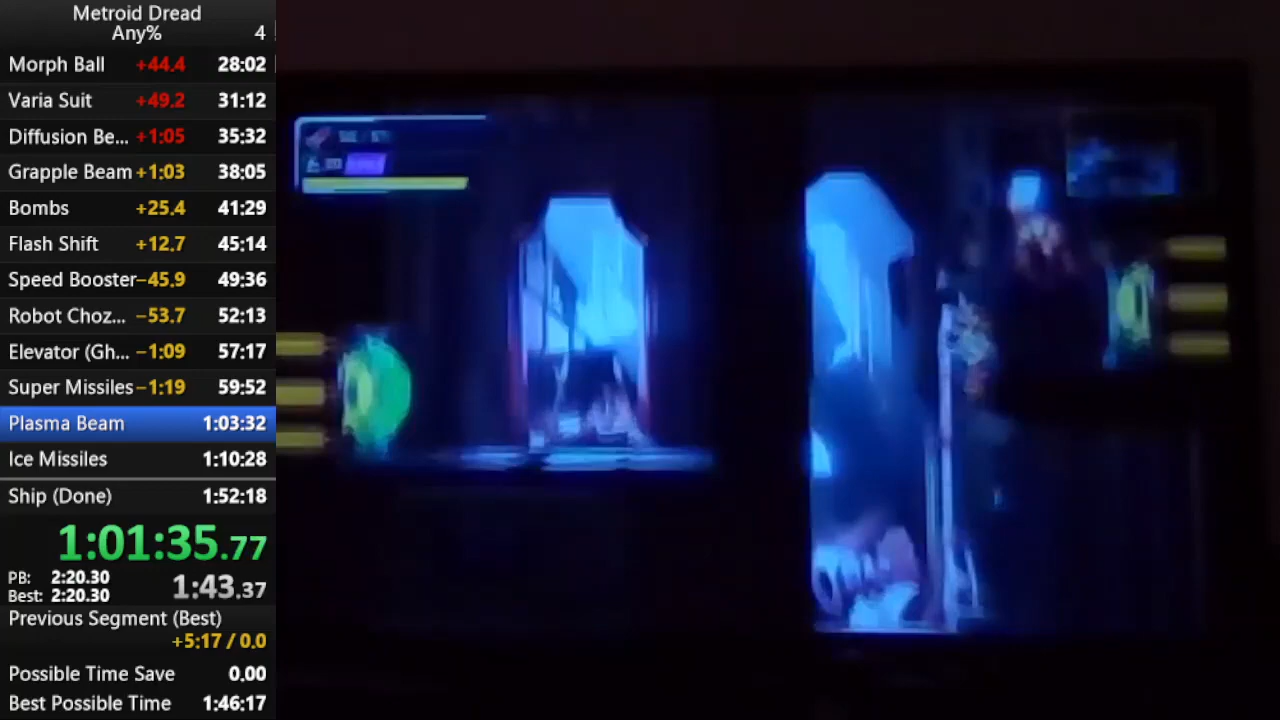 Metroid Dread
Any% 4
Morph Ball +44.4 28:02
Varia Suit +49.2 31:12
Diffusion Be... +1:05 35:32
Grapple Beam +1:03 38:05
Bombs +25.4 41:29
Flash Shift +12.7 45:14
Speed Booster −45.9 49:36
Robot Choz... −53.7 52:13
Elevator (Gh... −1:09 57:17
Super Missiles −1:19 59:52
Plasma Beam 1:03:32
Ice Missiles 1:10:28
Ship (Done) 1:52:18
1:01:35.77
PB: 2:20.30
Best: 2:20.30
1:43.37
Previous Segment (Best)
+5:17 / 0.0
Possible Time Save 0.00
Best Possible Time 1:46:17